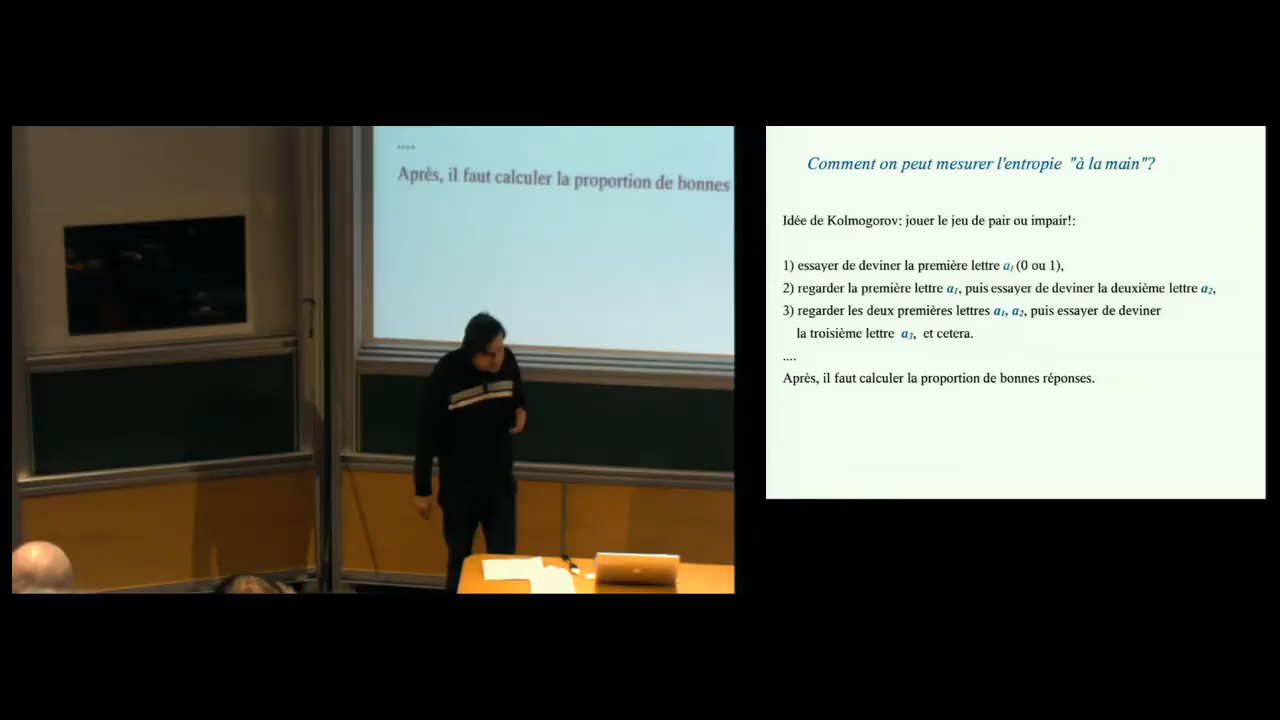 ....
Après, il faut calculer la proportion de bonnes
Comment on peut mesurer l'entropie "à la main"?
Idée de Kolmogorov: jouer le jeu de pair ou impair!:
1) essayer de deviner la première lettre a₁ (0 ou 1),
2) regarder la première lettre a₁, puis essayer de deviner la deuxième lettre a₂,
3) regarder les deux premières lettres a₁, a₂, puis essayer de deviner
la troisième lettre a₃, et cetera.
....
Après, il faut calculer la proportion de bonnes réponses.